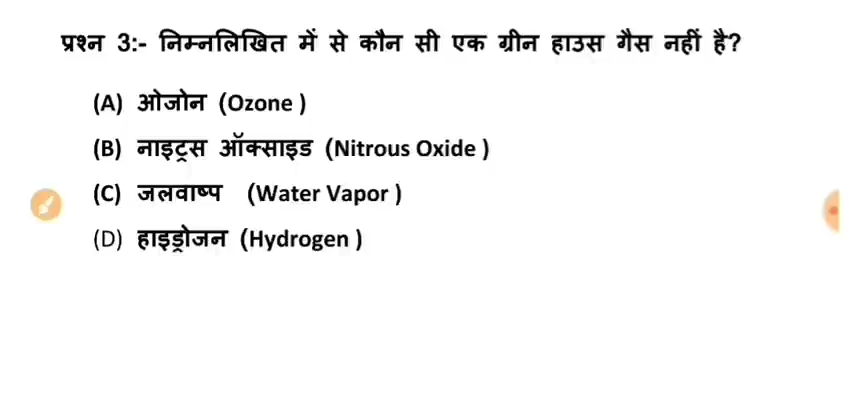 प्रश्न 3:- निम्नलिखित में से कौन सी एक ग्रीन हाउस गैस नहीं है?
(A) ओजोन (Ozone )
(B) नाइट्रस ऑक्साइड (Nitrous Oxide )
(C) जलवाष्प (Water Vapor )
(D) हाइड्रोजन (Hydrogen )